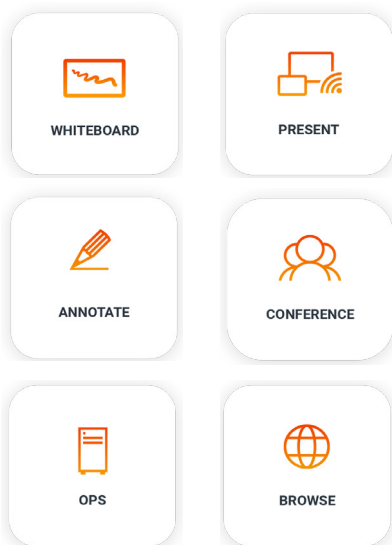 WHITEBOARD
PRESENT
ANNOTATE
CONFERENCE
OPS
BROWSE